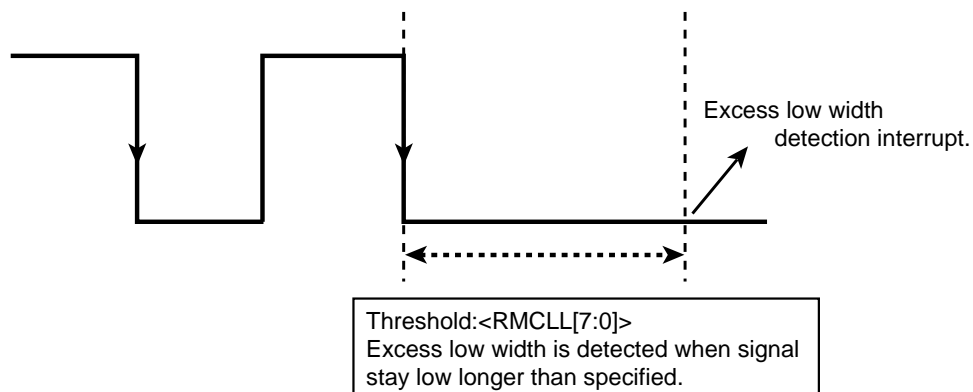 Excess low width
detection interrupt.
Threshold:<RMCLL[7:0]>
Excess low width is detected when signal
stay low longer than specified.